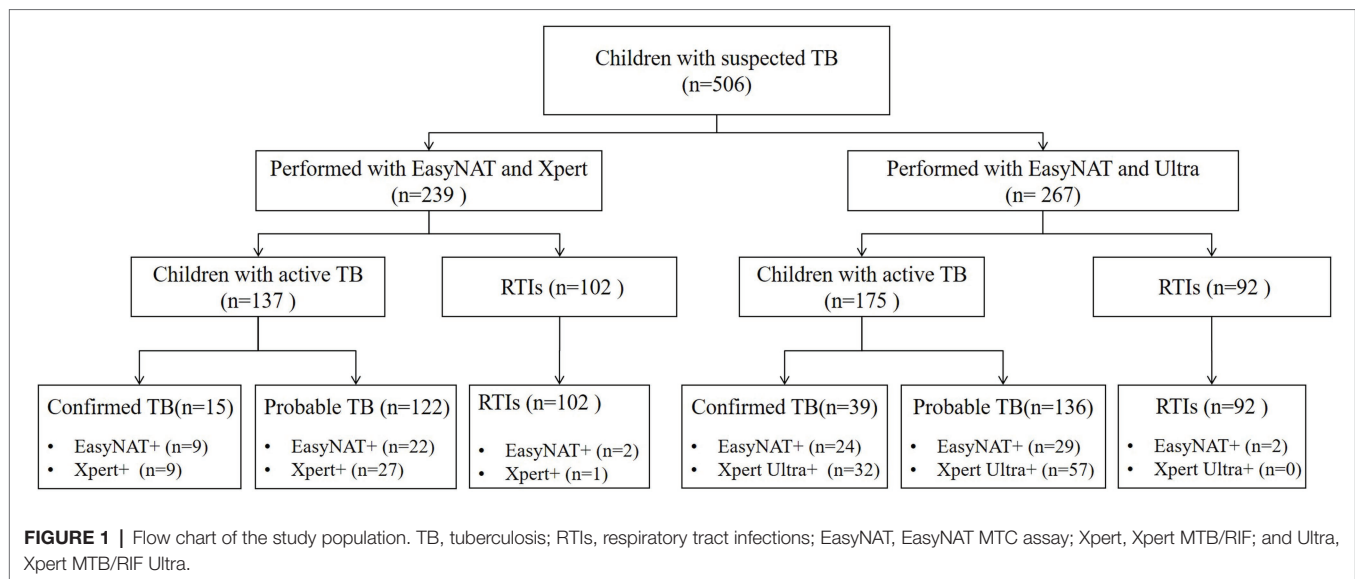 Children with suspected TB
(n=506)
Performed with EasyNAT and Xpert
(n=239 )
Performed with EasyNAT and Ultra
(n= 267)
Children with active TB
(n=137 )
RTIs (n=102 )
Children with active TB
(n=175 )
RTIs (n=92 )
Confirmed TB(n=15)
• EasyNAT+ (n=9)
• Xpert+ (n=9)
Probable TB (n=122)
• EasyNAT+ (n=22)
• Xpert+ (n=27)
RTIs (n=102 )
• EasyNAT+ (n=2)
• Xpert+ (n=1)
Confirmed TB(n=39)
• EasyNAT+ (n=24)
• Xpert Ultra+ (n=32)
Probable TB(n=136)
• EasyNAT+ (n=29)
• Xpert Ultra+ (n=57)
RTIs (n=92 )
• EasyNAT+ (n=2)
• Xpert Ultra+ (n=0)
FIGURE 1 | Flow chart of the study population. TB, tuberculosis; RTIs, respiratory tract infections; EasyNAT, EasyNAT MTC assay; Xpert, Xpert MTB/RIF; and Ultra,
Xpert MTB/RIF Ultra.